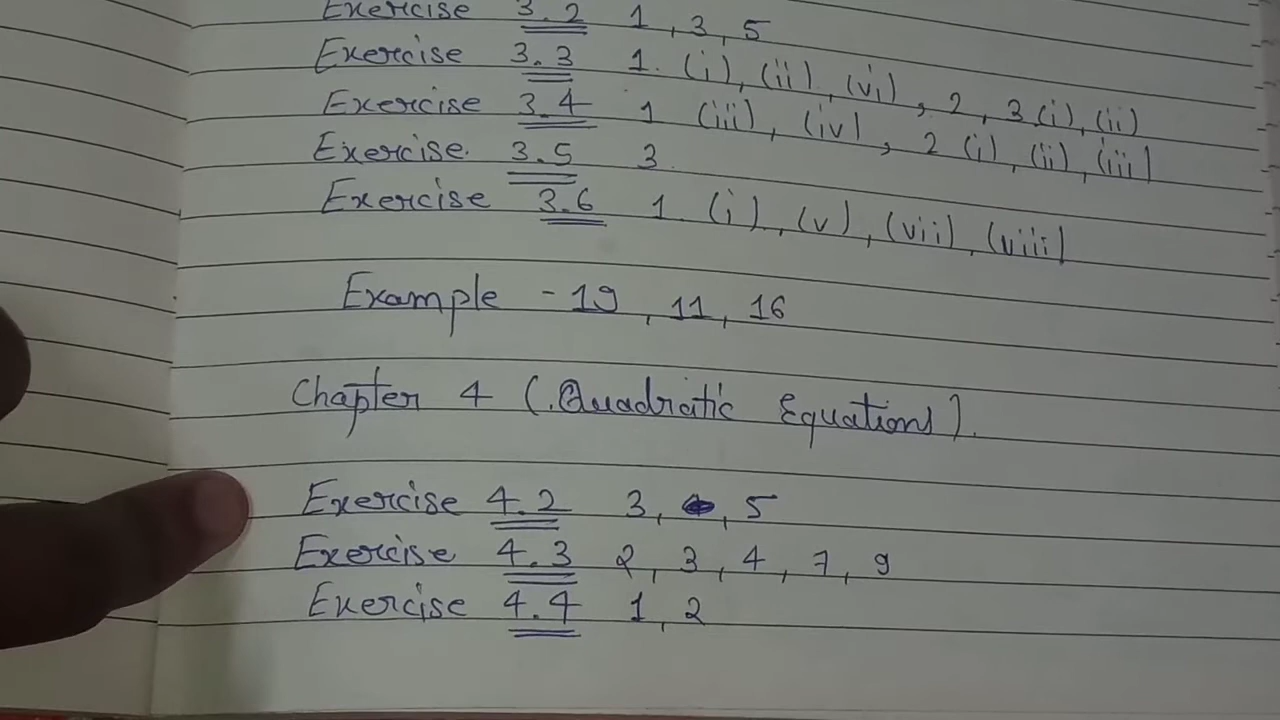 Exercise 3.2 1, 3, 5
Exercise 3.3 1. (i), (ii), (vi), 2, 3(i), (ii)
Exercise 3.4 1 (iii), (iv), 2 (i), (ii), (iii)
Exercise. 3.5 3.
Exercise 3.6 1. (i), (v), (vii), (viii)
Example - 19, 11, 16
Chapter 4 (Quadratic Equations).
Exercise 4.2 3, 5
Exercise 4.3 2, 3, 4, 7, 9
Exercise 4.4 1, 2